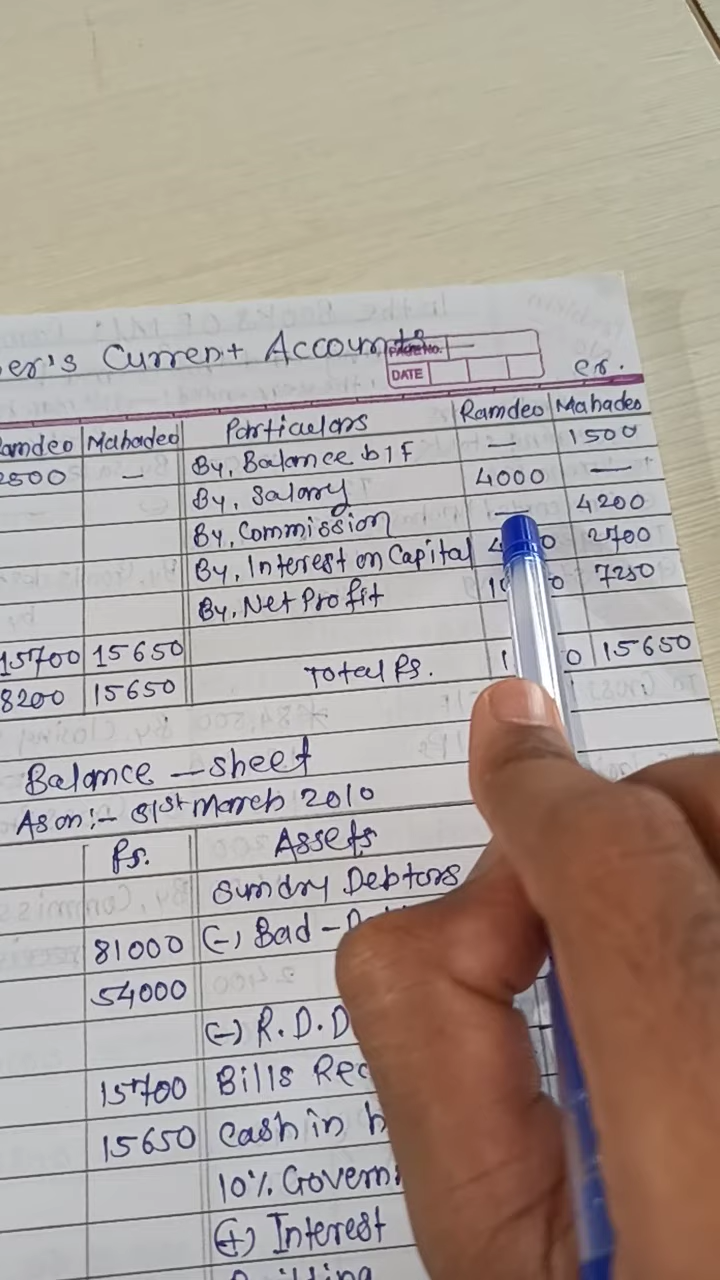 er's Current Accounts
PAGE No.
DATE
cr.
Ramdeo Mahadeo Particulars Ramdeo Mahadeo
2500 — By, Balance b/f — 1500
By, Salary 4000 —
By, Commission 4200
By, Interest on Capital 2700
By, Net Profit 7250
15700 15650
8200 15650 Total Rs. 15650
Balance — sheet
As on:- 31st March 2010
Rs. Assets
Sundry Debtors
81000 (-) Bad -
54000
(-) R.D.D
15700 Bills Rec
15650 Cash in h
10% Govern
(+) Interest